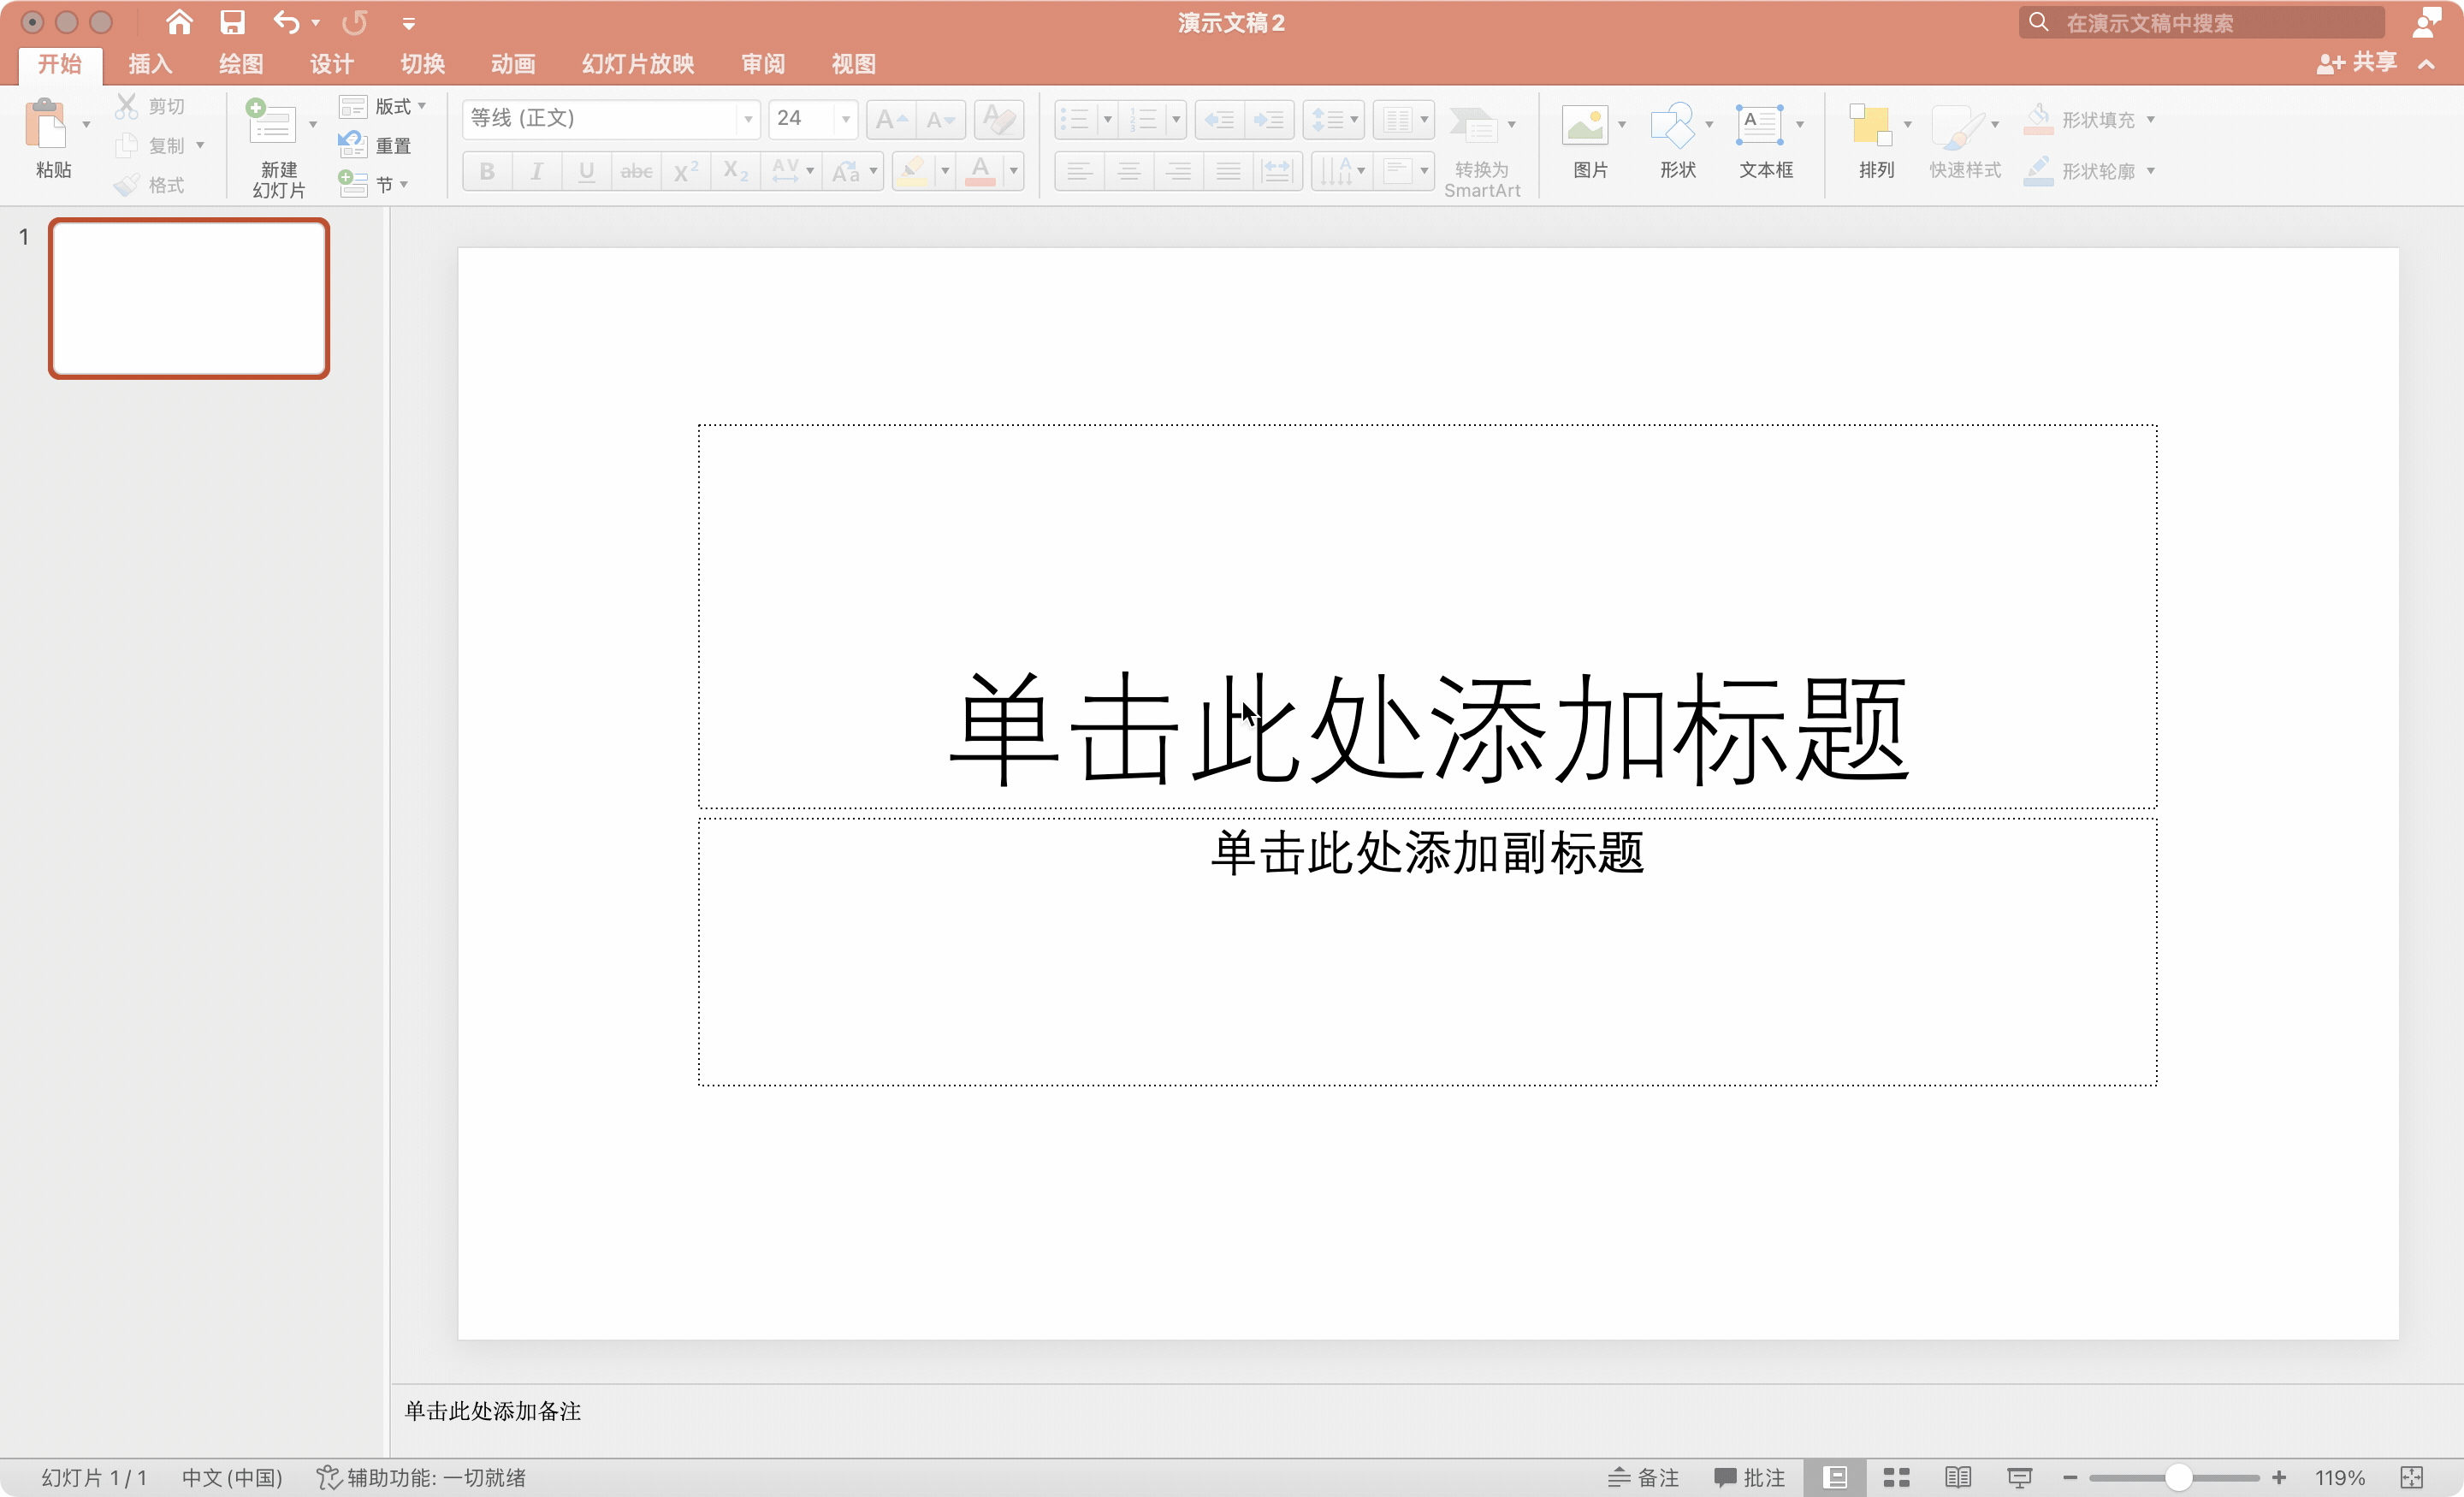 演示文稿2
在演示文稿中搜索
开始 插入 绘图 设计 切换 动画 幻灯片放映 审阅 视图
共享
粘贴
剪切
复制
格式
新建
幻灯片
版式
重置
节
等线 (正文)
24
转换为
SmartArt
图片
形状
文本框
排列
快速样式
形状填充
形状轮廓
1
单击此处添加标题
单击此处添加副标题
单击此处添加备注
幻灯片 1 / 1 中文 (中国) 辅助功能: 一切就绪 备注 批注 119%